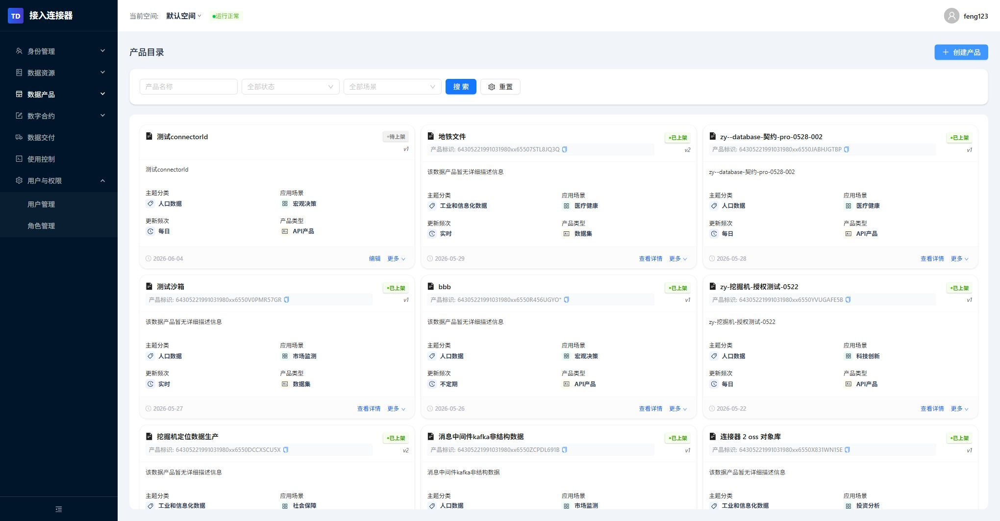 TD 接入连接器
身份管理
数据资源
数据产品
数字合约
数据交付
使用控制
用户与权限
用户管理
角色管理
当前空间: 默认空间 运行正常
feng123
产品目录
创建产品
产品名称 全部状态 全部场景 搜 索 重置
测试connectorId 待上架
v1
测试connectorId
主题分类 应用场景
人口数据 宏观决策
更新频次 产品类型
每日 API产品
2026-06-04 编辑 更多
地铁文件 已上架
产品标识: 64305221991031980xx65507STL8JQ3Q v2
该数据产品暂无详细描述信息
主题分类 应用场景
工业和信息化数据 医疗健康
更新频次 产品类型
实时 数据集
2026-05-29 查看详情 更多
zy--database-契约-pro-0528-002 已上架
产品标识: 64305221991031980xx6550JABHJGTBP v1
zy--database-契约-pro-0528-002
主题分类 应用场景
人口数据 医疗健康
更新频次 产品类型
每日 API产品
2026-05-28 查看详情 更多
测试沙箱 已上架
产品标识: 64305221991031980xx6550V0PMR57GR v1
该数据产品暂无详细描述信息
主题分类 应用场景
人口数据 市场监测
更新频次 产品类型
实时 数据集
2026-05-27 查看详情 更多
bbb 已上架
产品标识: 64305221991031980xx6550R456UGYO* v1
该数据产品暂无详细描述信息
主题分类 应用场景
人口数据 宏观决策
更新频次 产品类型
不定期 API产品
2026-05-26 查看详情 更多
zy-挖掘机-授权测试-0522 已上架
产品标识: 64305221991031980xx6550YVUGAFE5B v1
zy-挖掘机-授权测试-0522
主题分类 应用场景
人口数据 科技创新
更新频次 产品类型
每日 API产品
2026-05-22 查看详情 更多
挖掘机定位数据生产 已上架
产品标识: 64305221991031980xx6550DCCXSCU5X v2
该数据产品暂无详细描述信息
主题分类 应用场景
工业和信息化数据 社会保障
消息中间件kafka非结构数据 已上架
产品标识: 64305221991031980xx6550ZCPDL691B v1
消息中间件kafka非结构数据
主题分类 应用场景
人口数据 市场监测
连接器 2 oss 对象库 已上架
产品标识: 64305221991031980xx6550X831WN1SE v1
该数据产品暂无详细描述信息
主题分类 应用场景
工业和信息化数据 投资分析